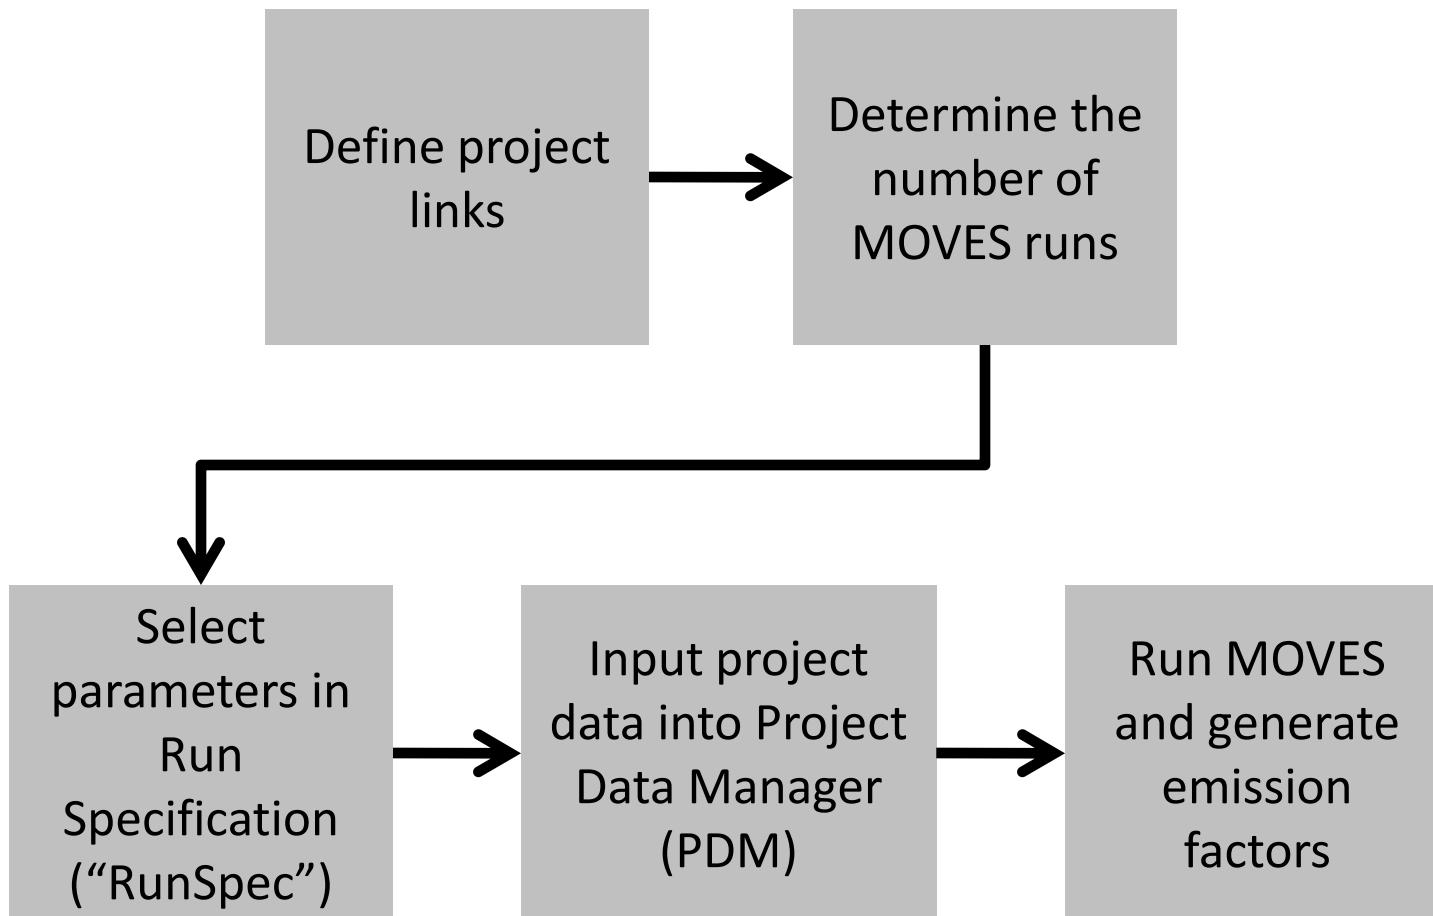 Define project
links
Determine the
number of
MOVES runs
Select
parameters in
Run
Specification
(“RunSpec”)
Input project
data into Project
Data Manager
(PDM)
Run MOVES
and generate
emission
factors